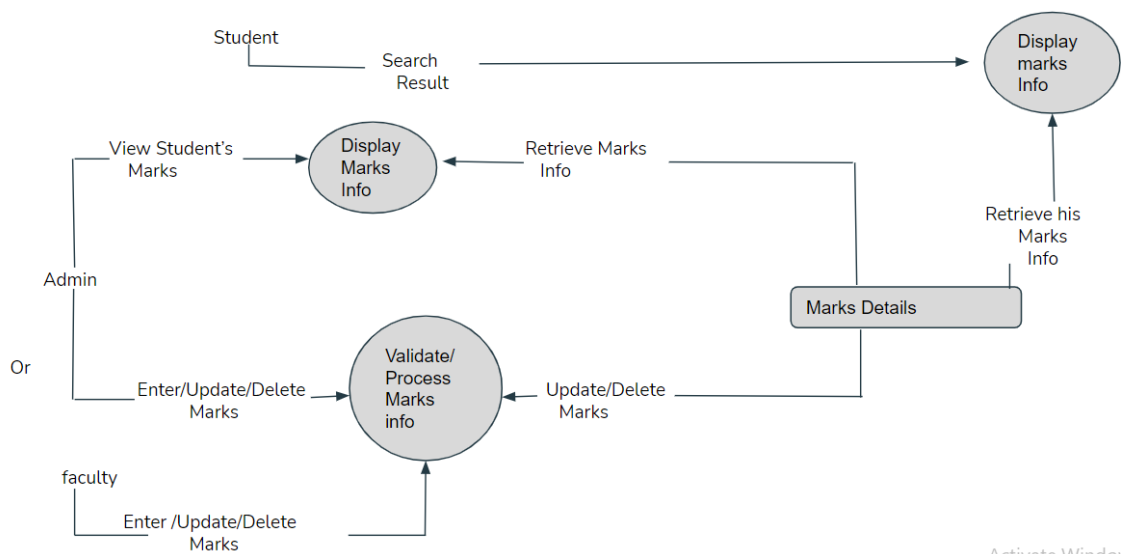 Student
Search
Result
Display
marks
Info
View Student's
Marks
Display
Marks
Info
Retrieve Marks
Info
Retrieve his
Marks
Info
Admin
Marks Details
Or
Enter/Update/Delete
Marks
Validate/
Process
Marks
info
Update/Delete
Marks
faculty
Enter /Update/Delete
Marks